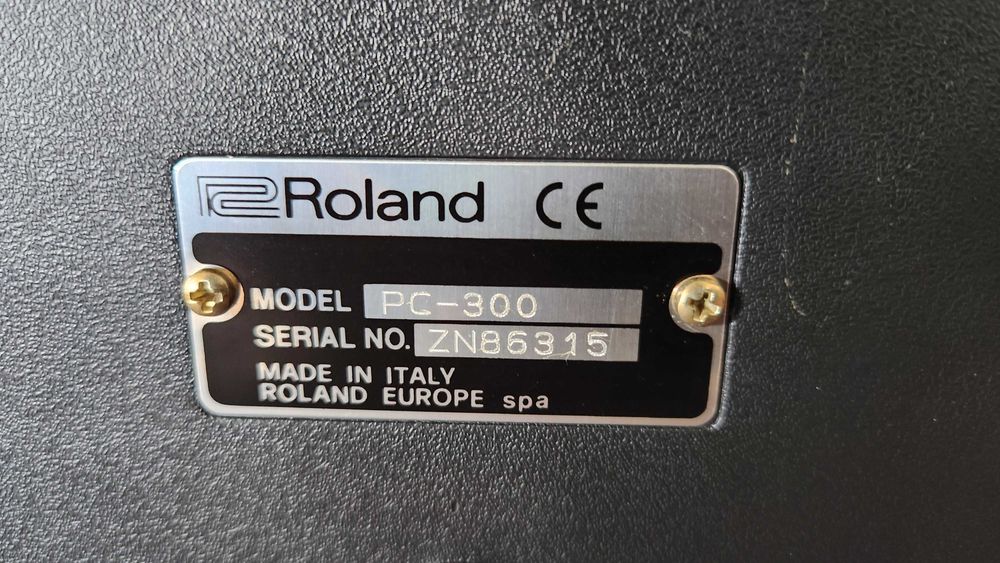 Roland CE
MODEL PC-300
SERIAL NO. ZN86315
MADE IN ITALY
ROLAND EUROPE spa